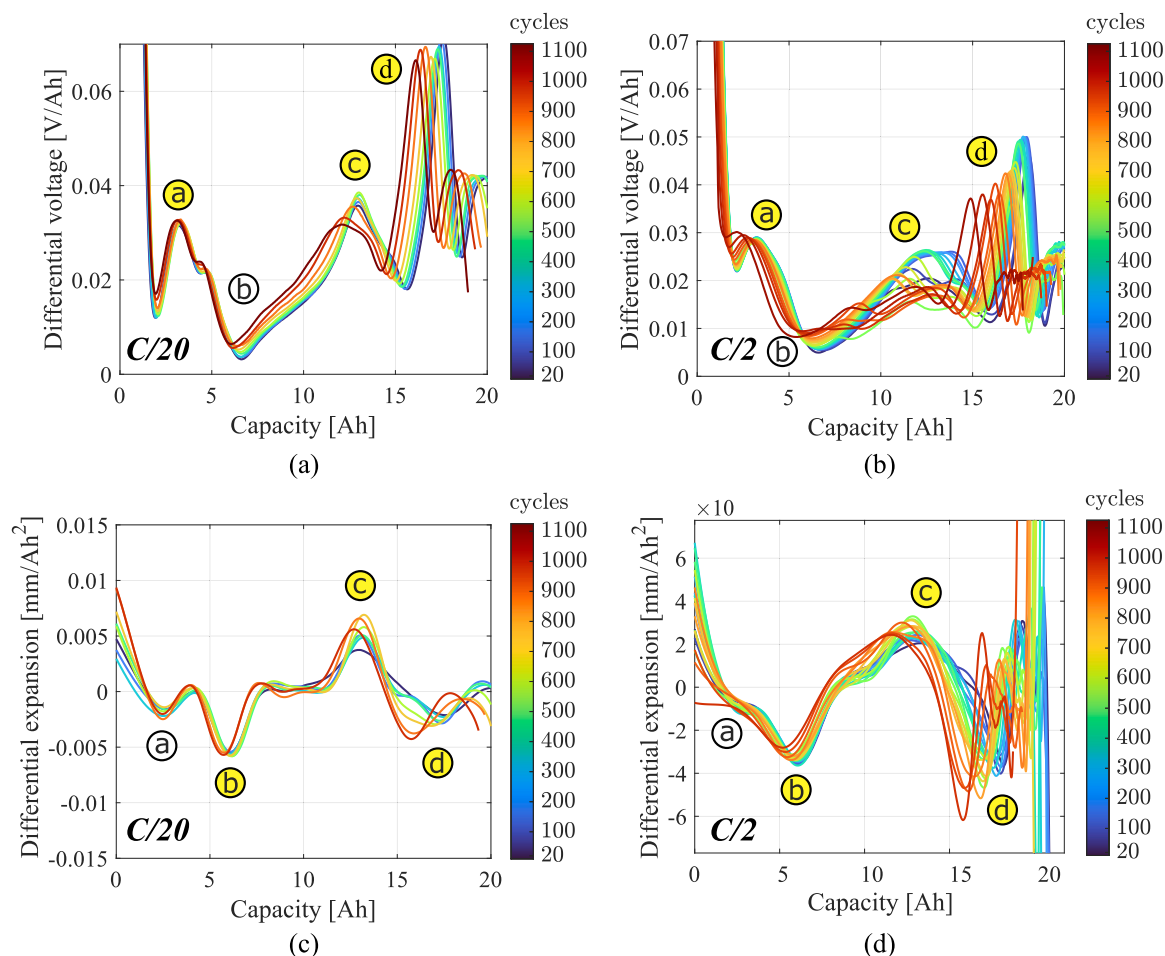 cycles
Differential voltage [V/Ah]
0.06
0.04
0.02
0
a
b
c
d
C/20
0 5 10 15 20
Capacity [Ah]
1100
1000
900
800
700
600
500
400
300
200
100
20
(a)
cycles
Differential voltage [V/Ah]
0.07
0.06
0.05
0.04
0.03
0.02
0.01
0
a
b
c
d
C/2
0 5 10 15 20
Capacity [Ah]
1100
1000
900
800
700
600
500
400
300
200
100
20
(b)
cycles
Differential expansion [mm/Ah²]
0.015
0.01
0.005
0
-0.005
-0.01
-0.015
a
b
c
d
C/20
0 5 10 15 20
Capacity [Ah]
1100
1000
900
800
700
600
500
400
300
200
100
20
(c)
×10
cycles
Differential expansion [mm/Ah²]
6
4
2
0
-2
-4
-6
a
b
c
d
C/2
0 5 10 15 20
Capacity [Ah]
1100
1000
900
800
700
600
500
400
300
200
100
20
(d)